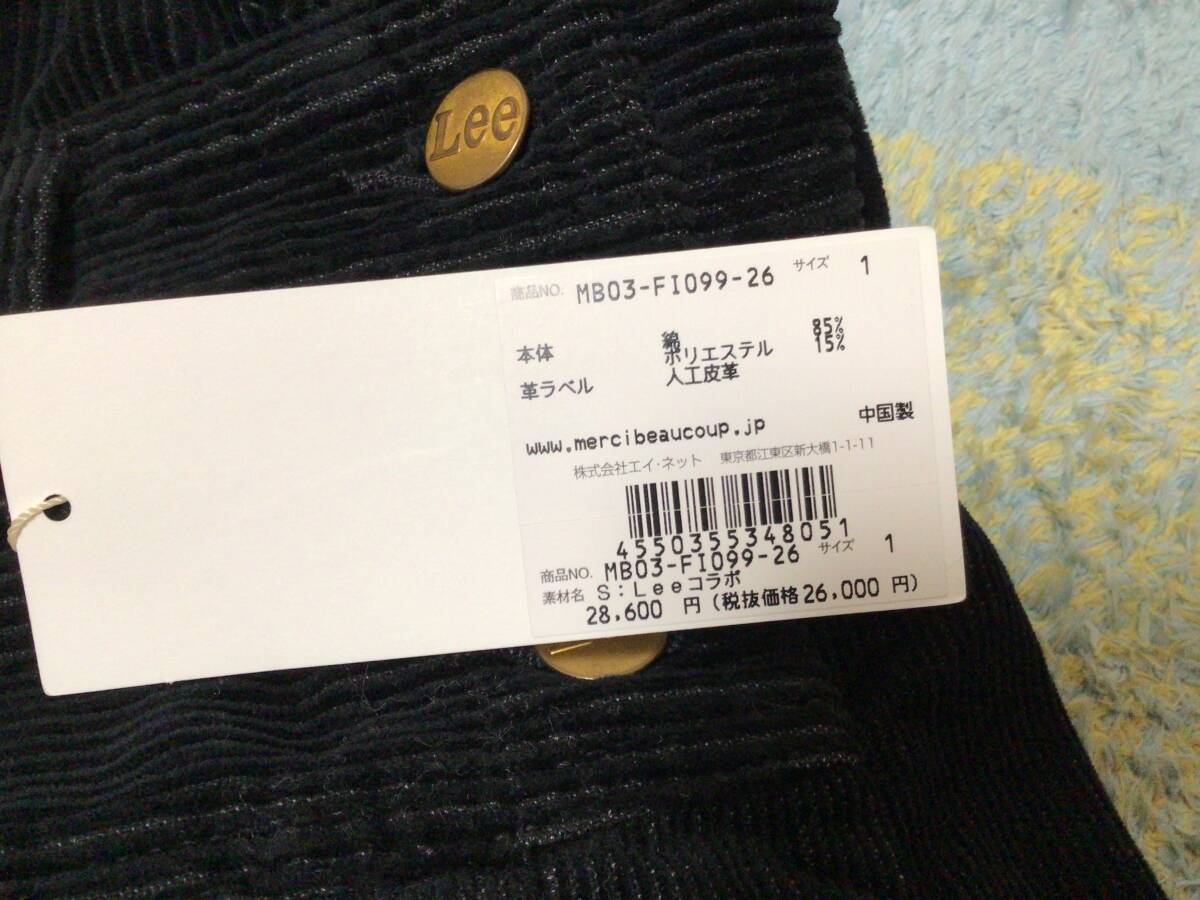 Lee
商品NO. MB03-FI099-26 サイズ 1
本体 綿 85%
ポリエステル 15%
革ラベル 人工皮革
中国製
www.mercibeaucoup.jp
株式会社エイ・ネット 東京都江東区新大橋1-1-11
4550355348051
商品NO. MB03-FI099-26 サイズ 1
素材名 S:Leeコラボ
28,600 円 (税抜価格26,000 円)